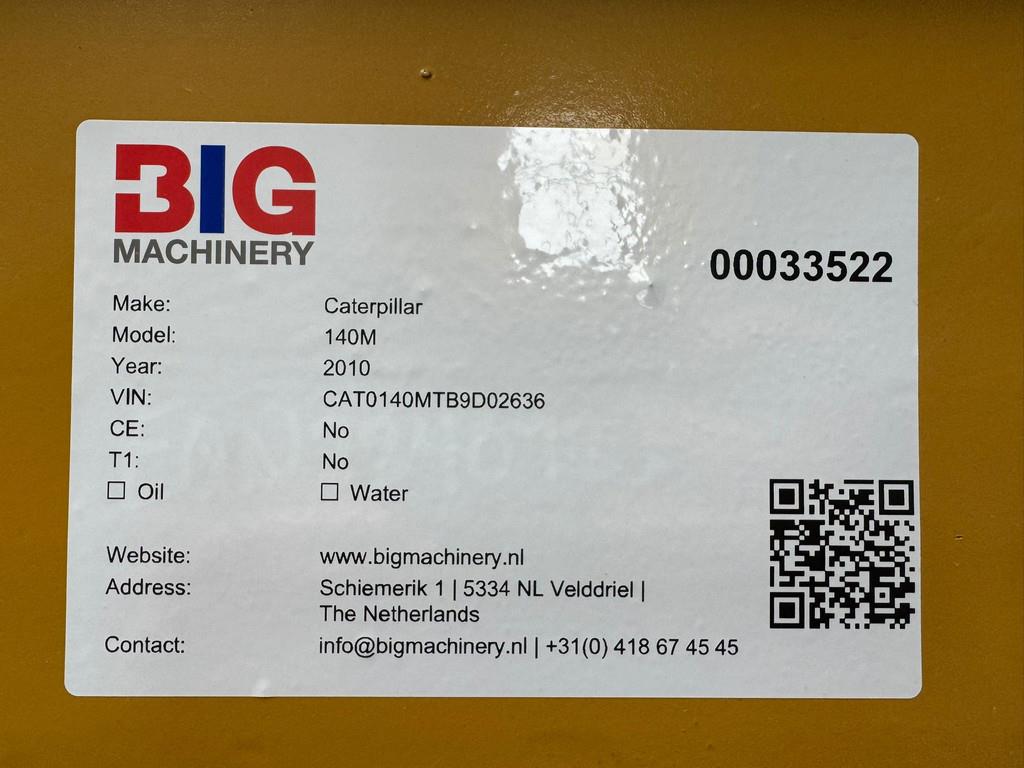 BIG
MACHINERY
00033522
Make: Caterpillar
Model: 140M
Year: 2010
VIN: CAT0140MTB9D02636
CE: No
T1: No
☐ Oil ☐ Water
Website: www.bigmachinery.nl
Address: Schiemerik 1 | 5334 NL Velddriel |
The Netherlands
Contact: info@bigmachinery.nl | +31(0) 418 67 45 45